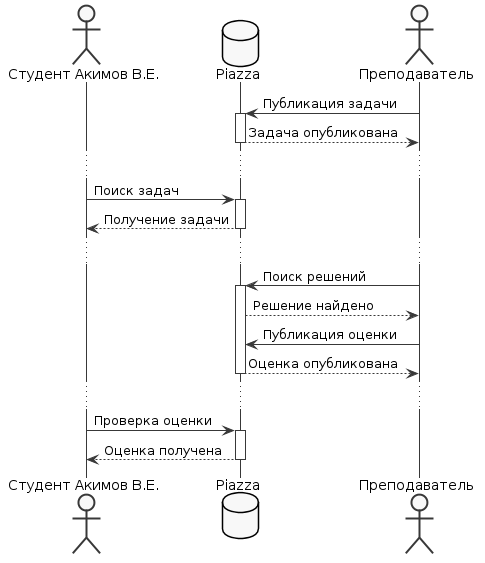 Студент Акимов В.Е.
Piazza
Преподаватель
Публикация задачи
Задача опубликована
Поиск задач
Получение задачи
Поиск решений
Решение найдено
Публикация оценки
Оценка опубликована
Проверка оценки
Оценка получена
Студент Акимов В.Е.
Piazza
Преподаватель